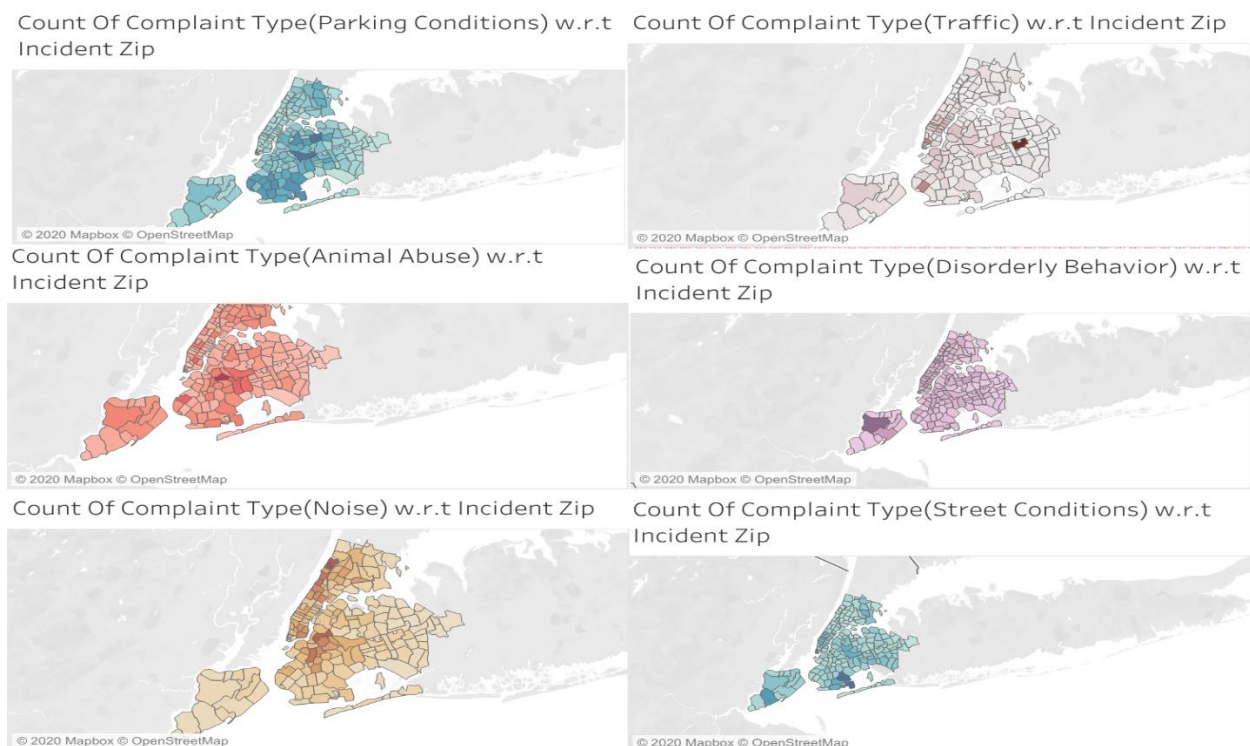 Count Of Complaint Type(Parking Conditions) w.r.t
Incident Zip
© 2020 Mapbox © OpenStreetMap
Count Of Complaint Type(Traffic) w.r.t Incident Zip
© 2020 Mapbox © OpenStreetMap
Count Of Complaint Type(Animal Abuse) w.r.t
Incident Zip
© 2020 Mapbox © OpenStreetMap
Count Of Complaint Type(Disorderly Behavior) w.r.t
Incident Zip
© 2020 Mapbox © OpenStreetMap
Count Of Complaint Type(Noise) w.r.t Incident Zip
© 2020 Mapbox © OpenStreetMap
Count Of Complaint Type(Street Conditions) w.r.t
Incident Zip
© 2020 Mapbox © OpenStreetMap